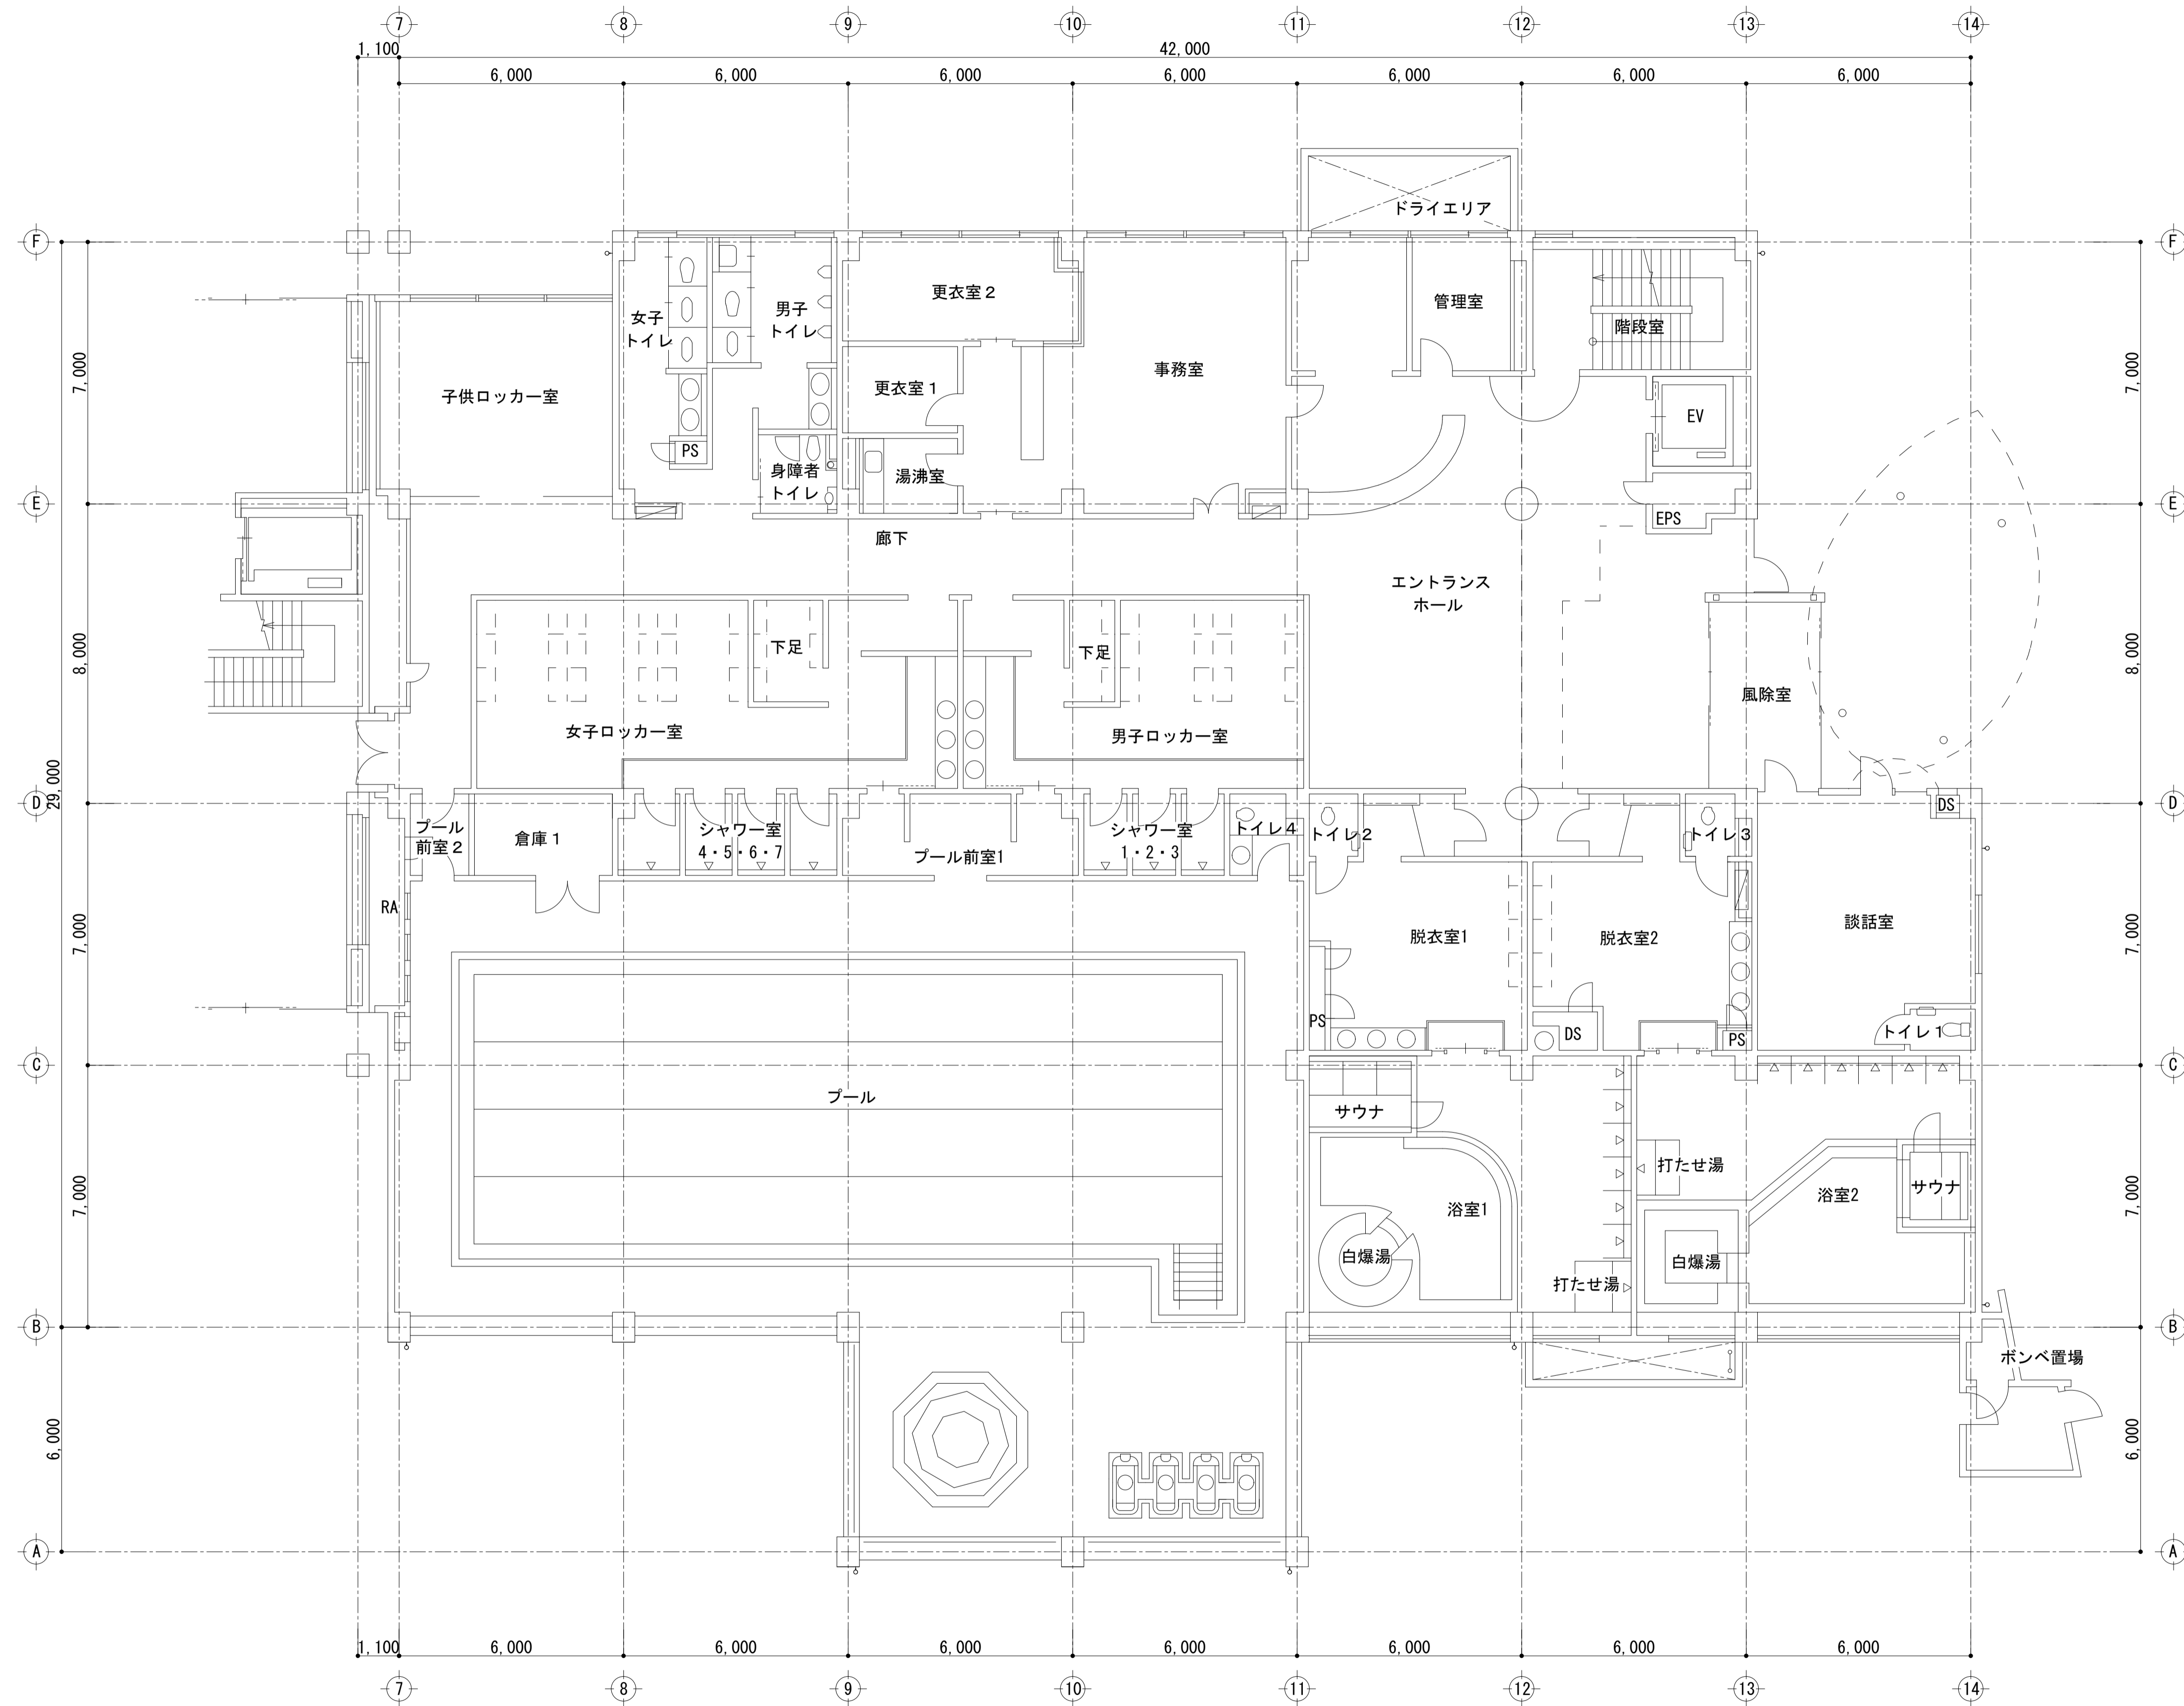 7 8 9 10 11 12 13 14
1,100 42,000
6,000 6,000 6,000 6,000 6,000 6,000 6,000
ドライエリア
F F
更衣室2
管理室
女子
トイレ
男子
トイレ
階段室
7,000 7,000
事務室
子供ロッカー室
更衣室1
EV
PS
身障者
トイレ
湯沸室
E E
EPS
廊下
エントランス
ホール
下足
下足
8,000 8,000
風除室
女子ロッカー室
男子ロッカー室
29,000
D D
DS
プール
前室2
倉庫1
シャワー室
4・5・6・7
プール前室1
シャワー室
1・2・3
トイレ4
トイレ2
トイレ3
RA
7,000 7,000
脱衣室1
脱衣室2
談話室
PS
DS
PS
トイレ1
C C
プール
サウナ
打たせ湯
サウナ
7,000 7,000
浴室1
浴室2
白爆湯
白爆湯
打たせ湯
B B
ボンベ置場
6,000 6,000
A A
1,100 6,000 6,000 6,000 6,000 6,000 6,000 6,000
7 8 9 10 11 12 13 14